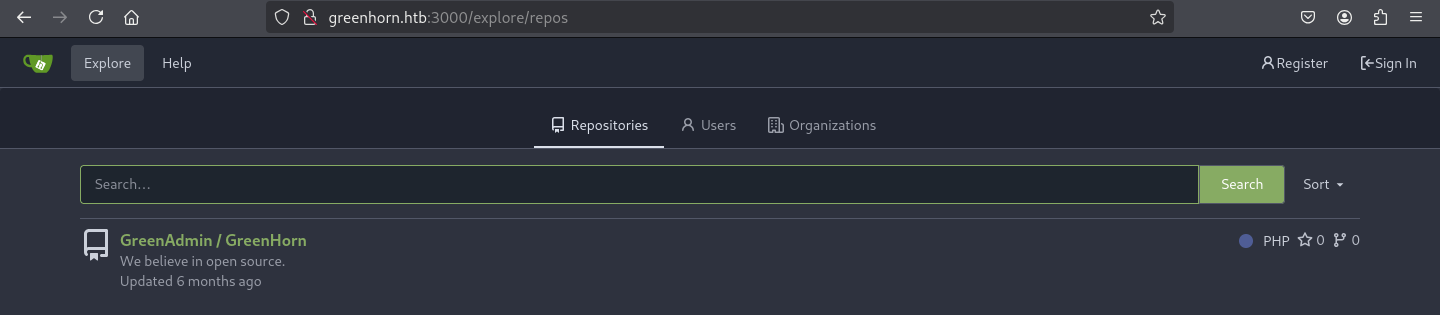 greenhorn.htb:3000/explore/repos
Explore Help Register Sign In
Repositories Users Organizations
Search... Search Sort
GreenAdmin / GreenHorn PHP 0 0
We believe in open source.
Updated 6 months ago